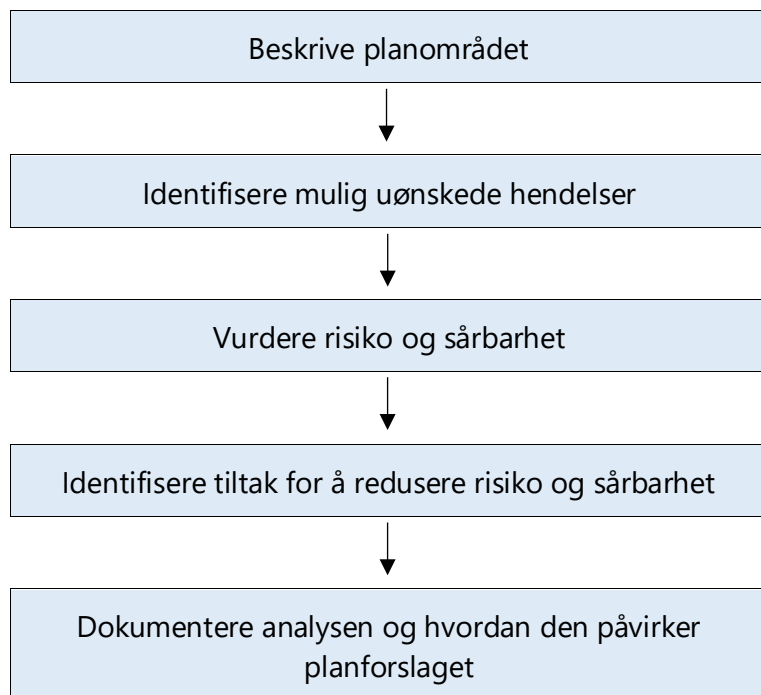 Beskrive planområdet
Identifisere mulig uønskede hendelser
Vurdere risiko og sårbarhet
Identifisere tiltak for å redusere risiko og sårbarhet
Dokumentere analysen og hvordan den påvirker
planforslaget